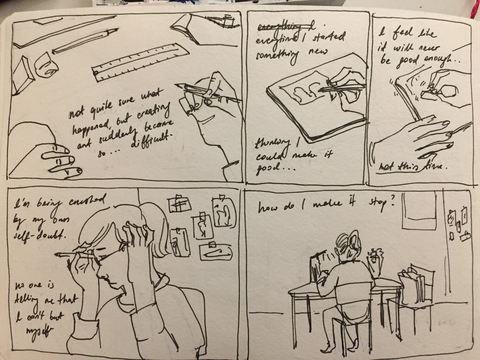 not quite sure what
happened, but creating
art suddenly become
so... difficult.
everything I
everytime I started
something new
thinking I
could make it
good...
I feel like
it will never
be good enough...
not this time.
I'm being crushed
by my own
self-doubt.
no one is
telling me that
I can't but
myself
how do I make it stop?